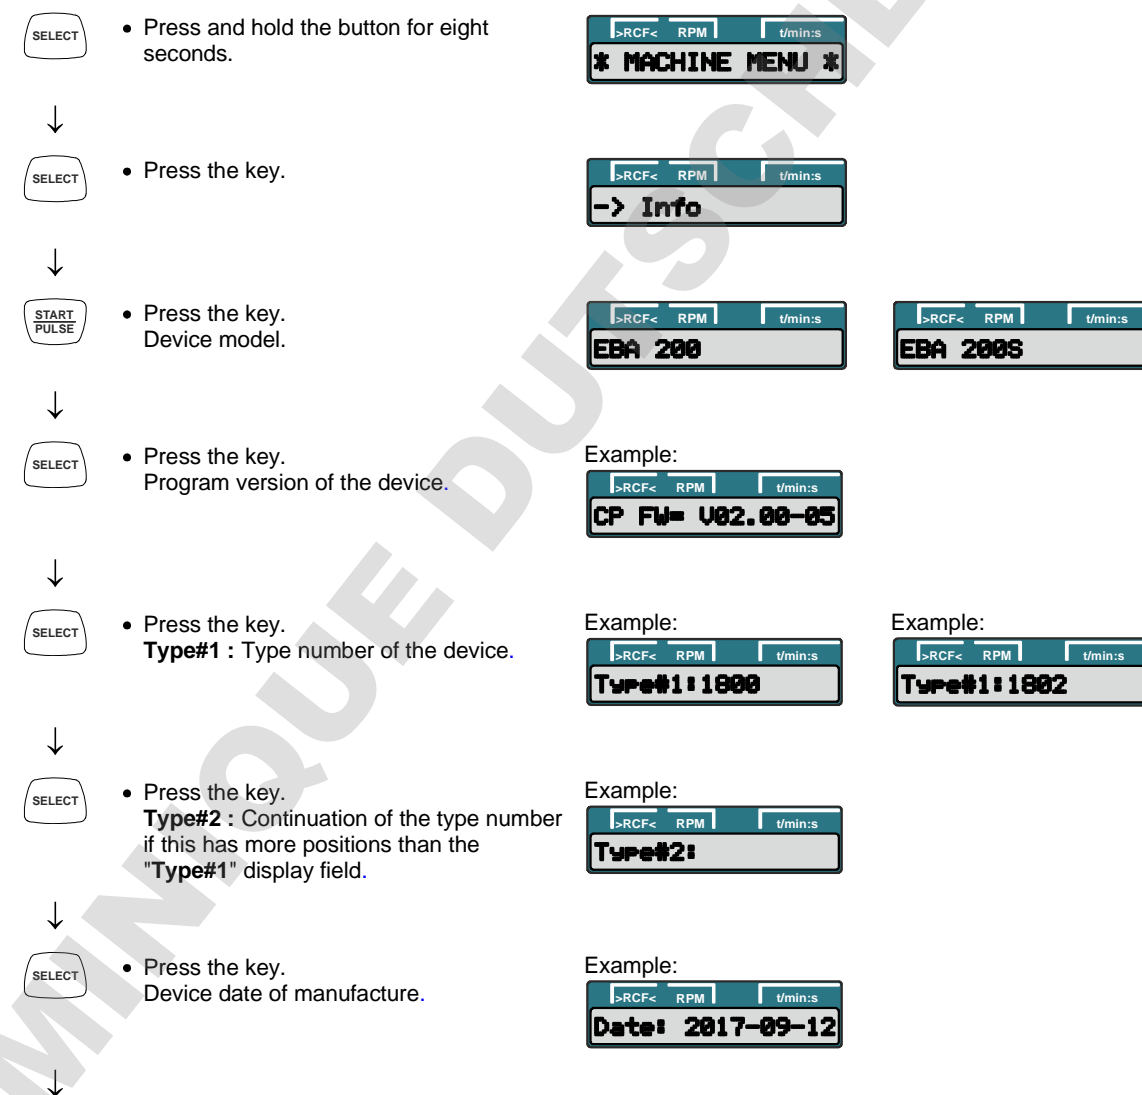 SELECT
• Press and hold the button for eight
seconds.
>RCF< RPM t/min:s
* MACHINE MENU *
↓
SELECT
• Press the key.
>RCF< RPM t/min:s
-> Info
↓
START
PULSE
• Press the key.
Device model.
>RCF< RPM t/min:s
EBA 200
>RCF< RPM t/min:s
EBA 200S
↓
SELECT
• Press the key.
Program version of the device.
Example:
>RCF< RPM t/min:s
CP FW= V02.00-05
↓
SELECT
• Press the key.
Type#1 : Type number of the device.
Example:
>RCF< RPM t/min:s
Type#1:1800
Example:
>RCF< RPM t/min:s
Type#1:1802
↓
SELECT
• Press the key.
Type#2 : Continuation of the type number
if this has more positions than the
"Type#1" display field.
Example:
>RCF< RPM t/min:s
Type#2:
↓
SELECT
• Press the key.
Device date of manufacture.
Example:
>RCF< RPM t/min:s
Date: 2017-09-12
↓
MINIQUE DUTSCHE